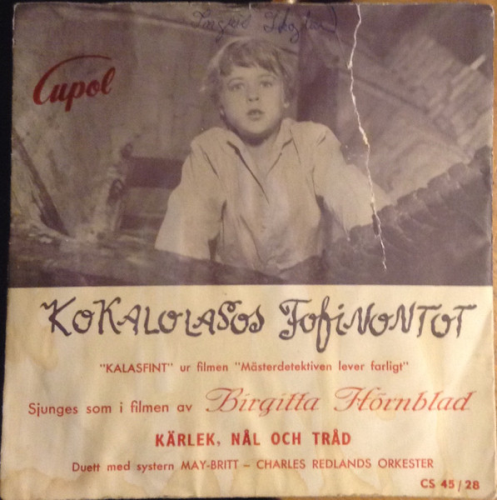 Cupol
KOKALOLASOS FOFINONTOT
"KALASFINT" ur filmen "Mästerdetektiven lever farligt"
Sjunges som i filmen av Birgitta Hörnblad
KÄRLEK, NÅL OCH TRÅD
Duett med systern MAY-BRITT – CHARLES REDLANDS ORKESTER
CS 45/28